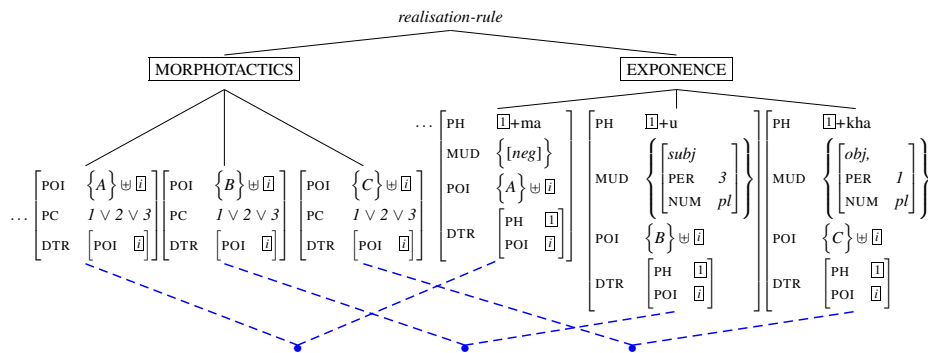 realisation-rule
MORPHOTACTICS
EXPONENCE
... PH 1+ma
MUD {[neg]}
POI {A} ⊎ i
DTR [PH 1
POI i]
PH 1+u
MUD {[subj
PER 3
NUM pl]}
POI {B} ⊎ i
DTR [PH 1
POI i]
PH 1+kha
MUD {[obj,
PER 1
NUM pl]}
POI {C} ⊎ i
DTR [PH 1
POI i]
... POI {A} ⊎ i
PC 1 ∨ 2 ∨ 3
DTR [POI i]
POI {B} ⊎ i
PC 1 ∨ 2 ∨ 3
DTR [POI i]
POI {C} ⊎ i
PC 1 ∨ 2 ∨ 3
DTR [POI i]